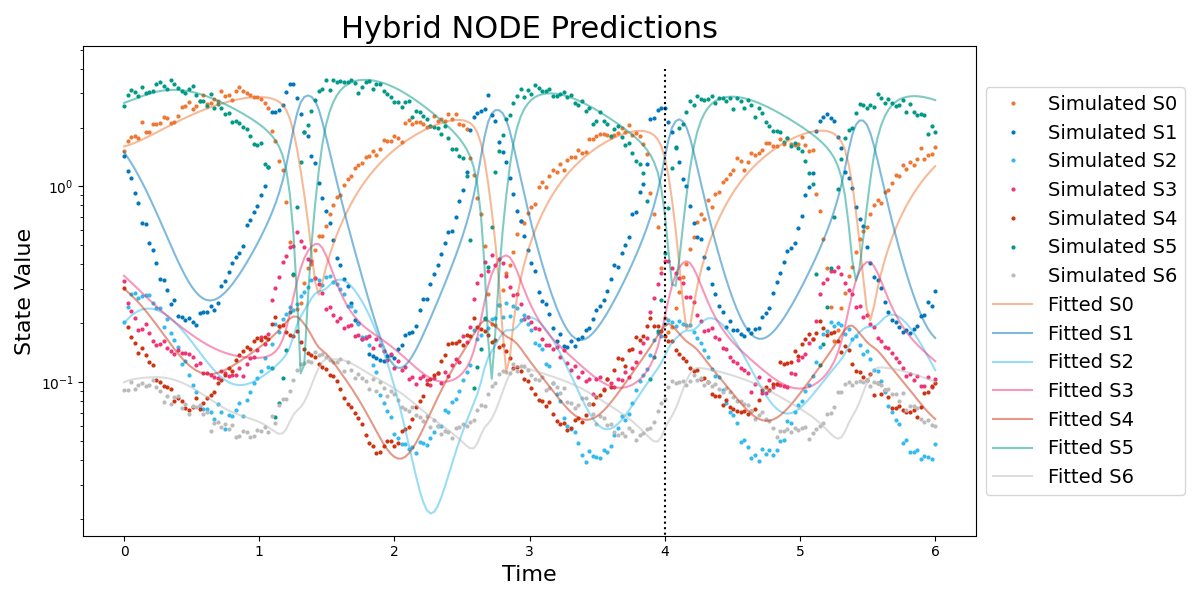 Hybrid NODE Predictions
State Value
10⁰
10⁻¹
0 1 2 3 4 5 6
Time
Simulated S0
Simulated S1
Simulated S2
Simulated S3
Simulated S4
Simulated S5
Simulated S6
Fitted S0
Fitted S1
Fitted S2
Fitted S3
Fitted S4
Fitted S5
Fitted S6